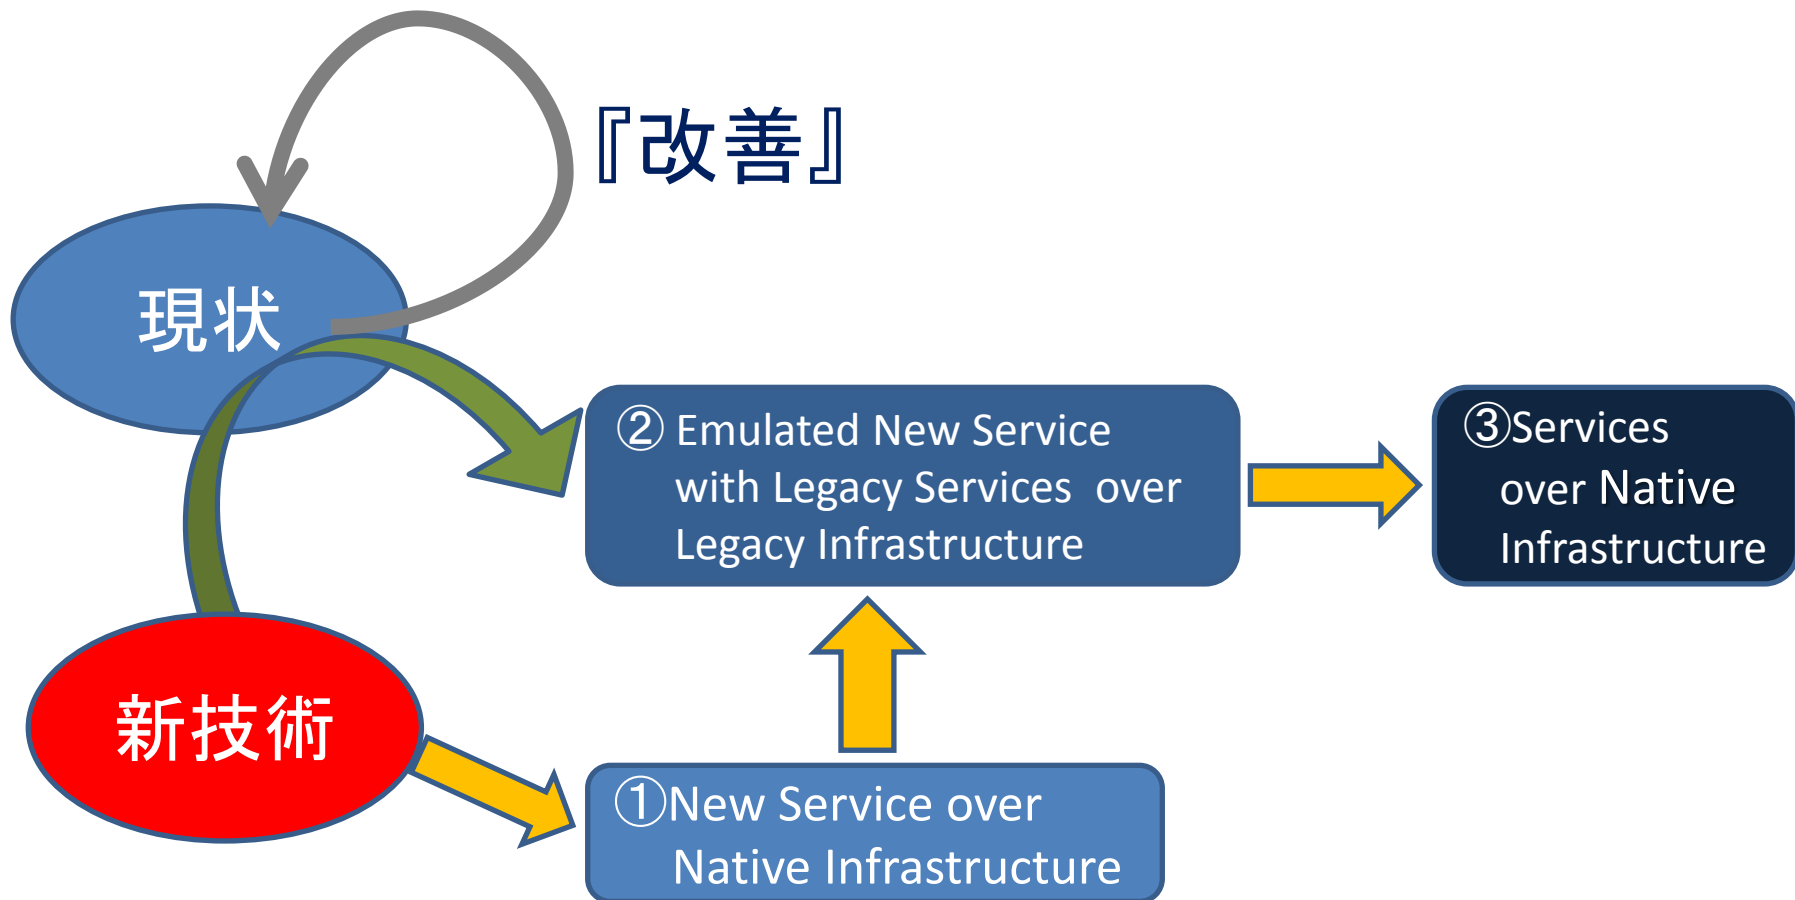 『改善』
現状
② Emulated New Service
with Legacy Services over
Legacy Infrastructure
③Services
over Native
Infrastructure
新技術
①New Service over
Native Infrastructure